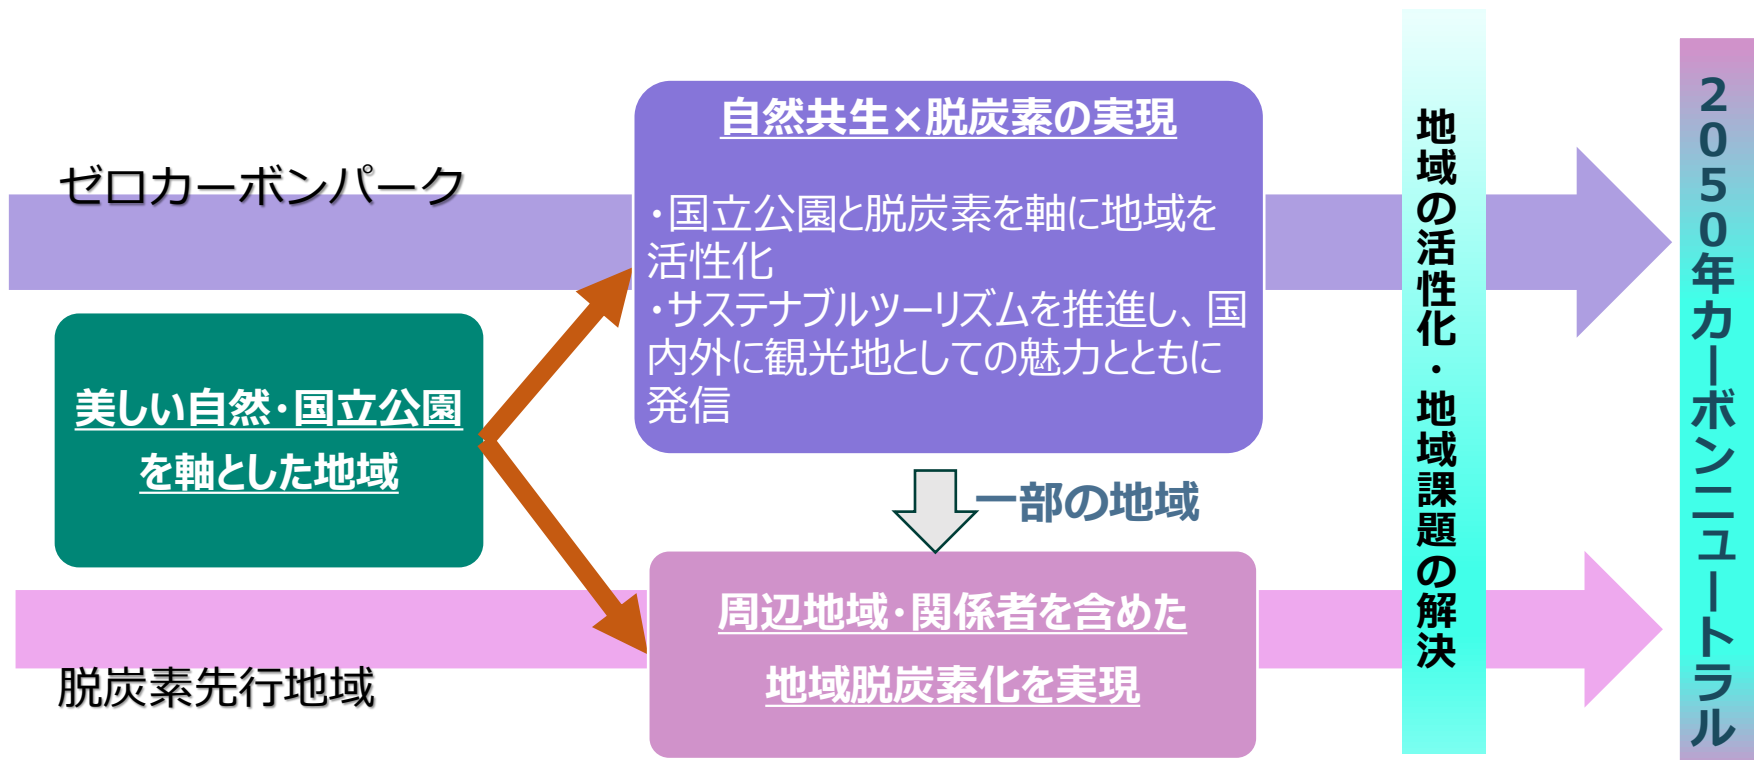 ゼロカーボンパーク
美しい自然・国立公園
を軸とした地域
脱炭素先行地域
自然共生×脱炭素の実現
・国立公園と脱炭素を軸に地域を
活性化
・サステナブルツーリズムを推進し、国
内外に観光地としての魅力とともに
発信
一部の地域
周辺地域・関係者を含めた
地域脱炭素化を実現
地域の活性化・地域課題の解決
2050年カーボンニュートラル